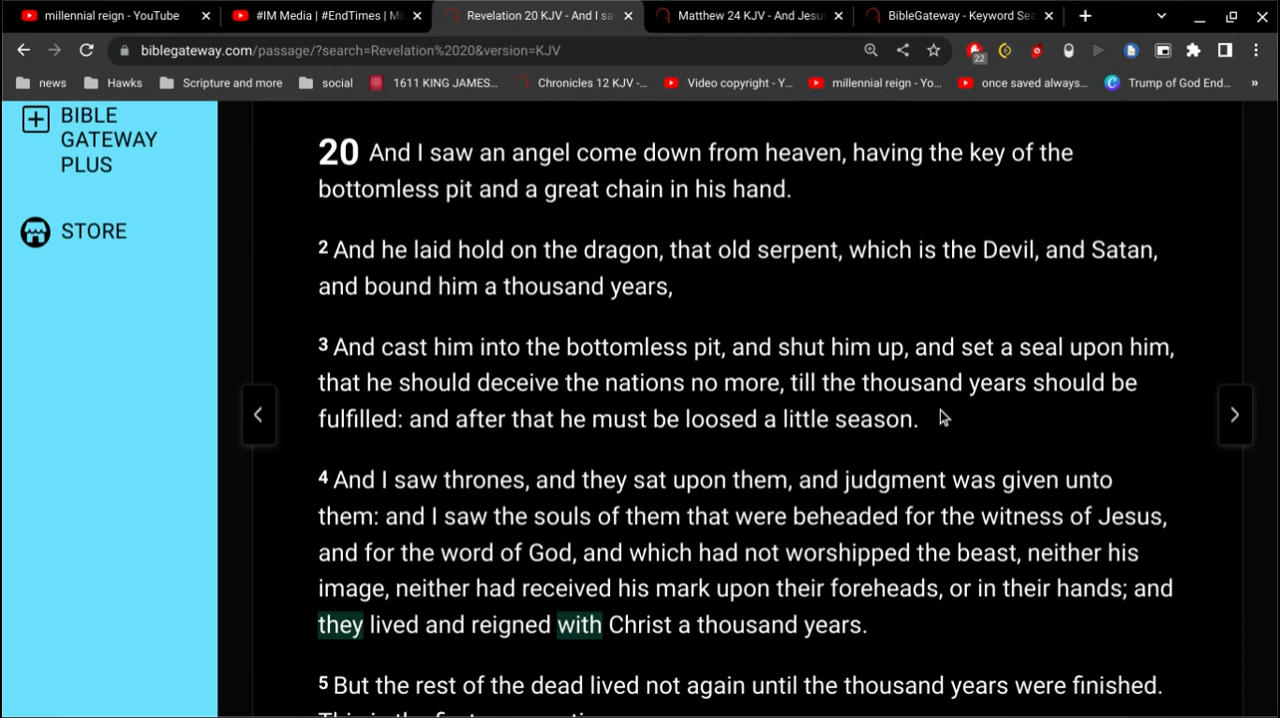 millennial reign - YouTube
#IM Media | #EndTimes | Mi
Revelation 20 KJV - And I sa
Matthew 24 KJV - And Jesu
BibleGateway - Keyword Sea
biblegateway.com/passage/?search=Revelation%2020&version=KJV
22
news
Hawks
Scripture and more
social
1611 KING JAMES...
Chronicles 12 KJV -...
Video copyright - Y...
millennial reign - Yo...
once saved always...
Trump of God End...
»
BIBLE
GATEWAY
PLUS
STORE
20 And I saw an angel come down from heaven, having the key of the
bottomless pit and a great chain in his hand.
2 And he laid hold on the dragon, that old serpent, which is the Devil, and Satan,
and bound him a thousand years,
3 And cast him into the bottomless pit, and shut him up, and set a seal upon him,
that he should deceive the nations no more, till the thousand years should be
fulfilled: and after that he must be loosed a little season.
4 And I saw thrones, and they sat upon them, and judgment was given unto
them: and I saw the souls of them that were beheaded for the witness of Jesus,
and for the word of God, and which had not worshipped the beast, neither his
image, neither had received his mark upon their foreheads, or in their hands; and
they lived and reigned with Christ a thousand years.
5 But the rest of the dead lived not again until the thousand years were finished.